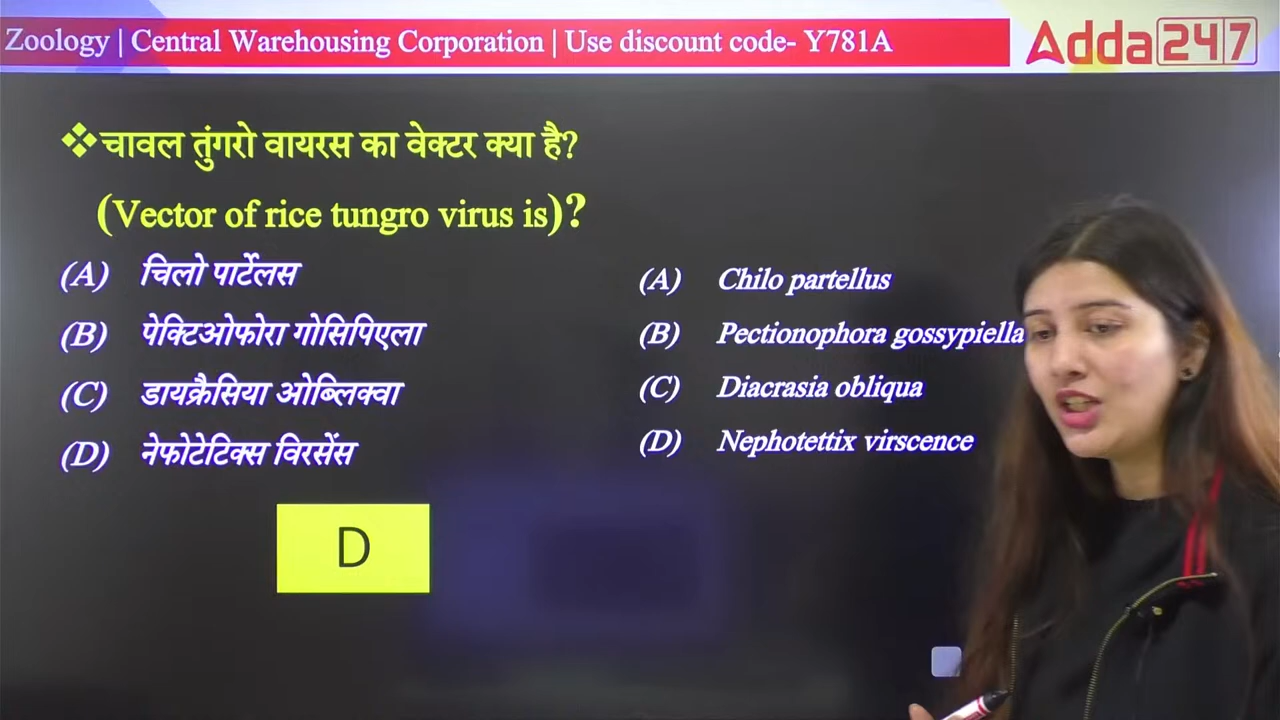 Zoology | Central Warehousing Corporation | Use discount code- Y781A
Adda247
❖चावल तुंगरो वायरस का वेक्टर क्या है?
(Vector of rice tungro virus is)?
(A) चिलो पार्टेलस
(B) पेक्टिओफोरा गोसिपिएला
(C) डायक्रैसिया ओब्लिक्वा
(D) नेफोटेटिक्स विरसेंस
(A) Chilo partellus
(B) Pectionophora gossypiella
(C) Diacrasia obliqua
(D) Nephotettix virscence
D